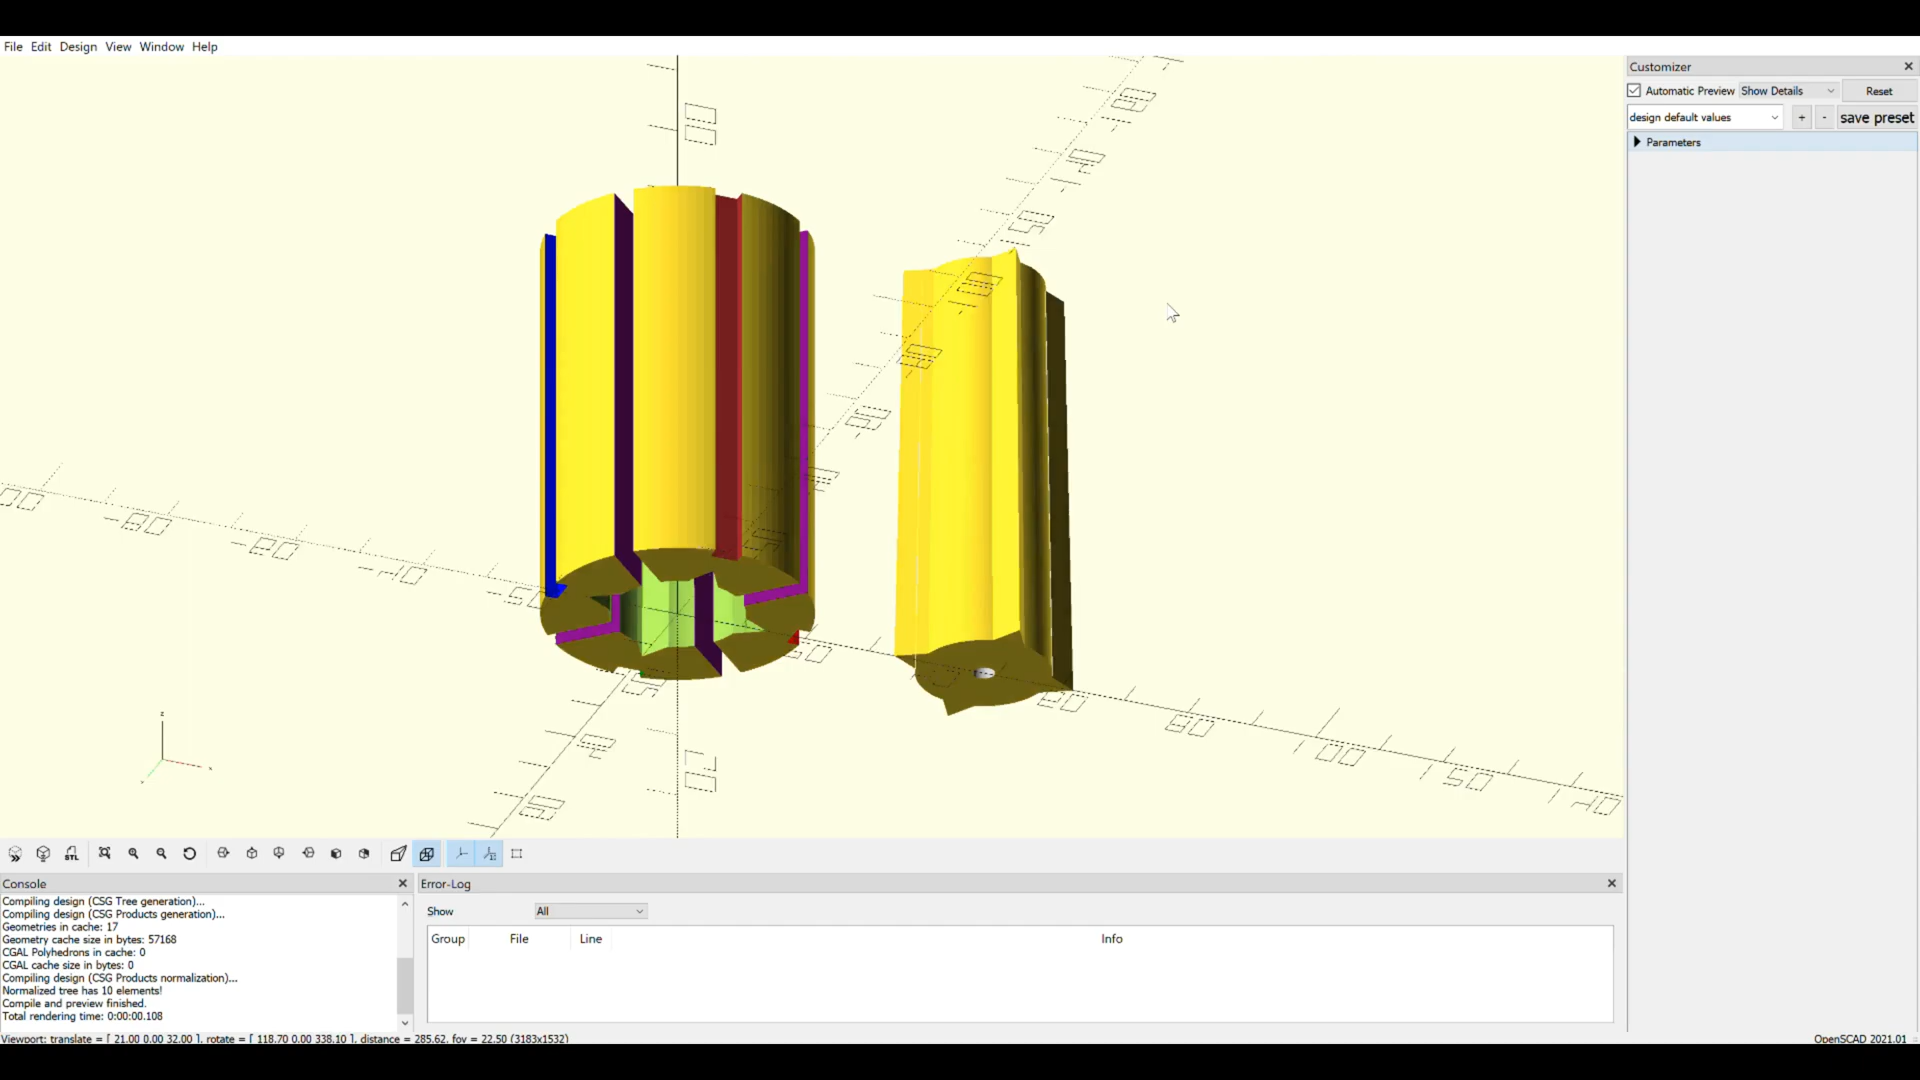 File Edit Design View Window Help
Customizer
Automatic Preview Show Details Reset
design default values + - save preset
Parameters
STL
Console
Compiling design (CSG Tree generation)...
Compiling design (CSG Products generation)...
Geometries in cache: 17
Geometry cache size in bytes: 57168
CGAL Polyhedrons in cache: 0
CGAL cache size in bytes: 0
Compiling design (CSG Products normalization)...
Normalized tree has 10 elements!
Compile and preview finished.
Total rendering time: 0:00:00.108
Error-Log
Show All
Group File Line Info
Viewport: translate = [ 21.00 0.00 32.00 ], rotate = [ 118.70 0.00 338.10 ], distance = 285.62, fov = 22.50 (3183x1532)
OpenSCAD 2021.01